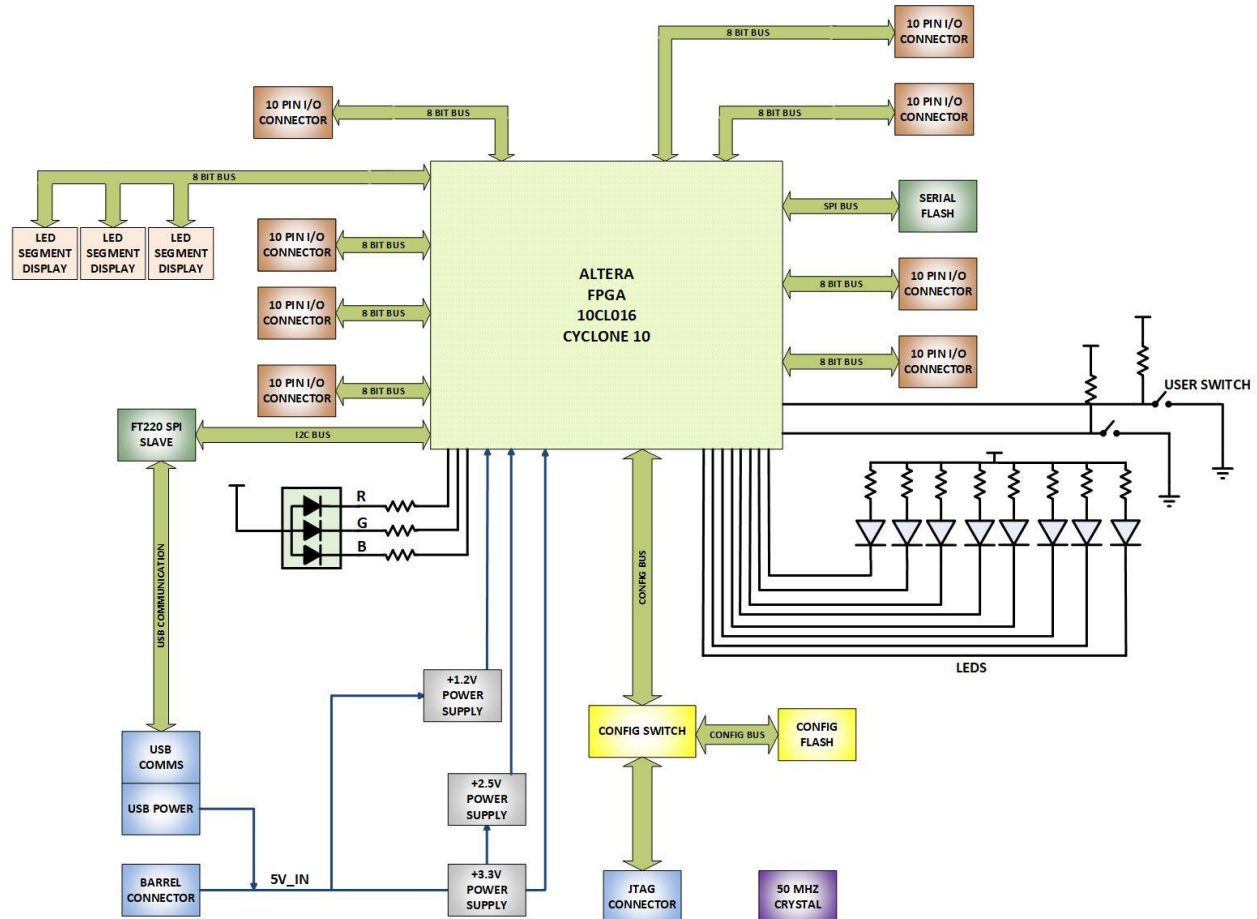 8 BIT BUS
10 PIN I/O
CONNECTOR
10 PIN I/O
CONNECTOR
8 BIT BUS
10 PIN I/O
CONNECTOR
8 BIT BUS
8 BIT BUS
LED
SEGMENT
DISPLAY
LED
SEGMENT
DISPLAY
LED
SEGMENT
DISPLAY
SPI BUS
SERIAL
FLASH
10 PIN I/O
CONNECTOR
8 BIT BUS
ALTERA
FPGA
10CL016
CYCLONE 10
8 BIT BUS
10 PIN I/O
CONNECTOR
10 PIN I/O
CONNECTOR
8 BIT BUS
8 BIT BUS
10 PIN I/O
CONNECTOR
10 PIN I/O
CONNECTOR
8 BIT BUS
USER SWITCH
FT220 SPI
SLAVE
I2C BUS
R
G
B
USB COMMUNICATION
CONFIG BUS
LEDS
+1.2V
POWER
SUPPLY
CONFIG SWITCH
CONFIG BUS
CONFIG
FLASH
USB
COMMS
USB POWER
+2.5V
POWER
SUPPLY
BARREL
CONNECTOR
5V_IN
+3.3V
POWER
SUPPLY
JTAG
CONNECTOR
50 MHZ
CRYSTAL